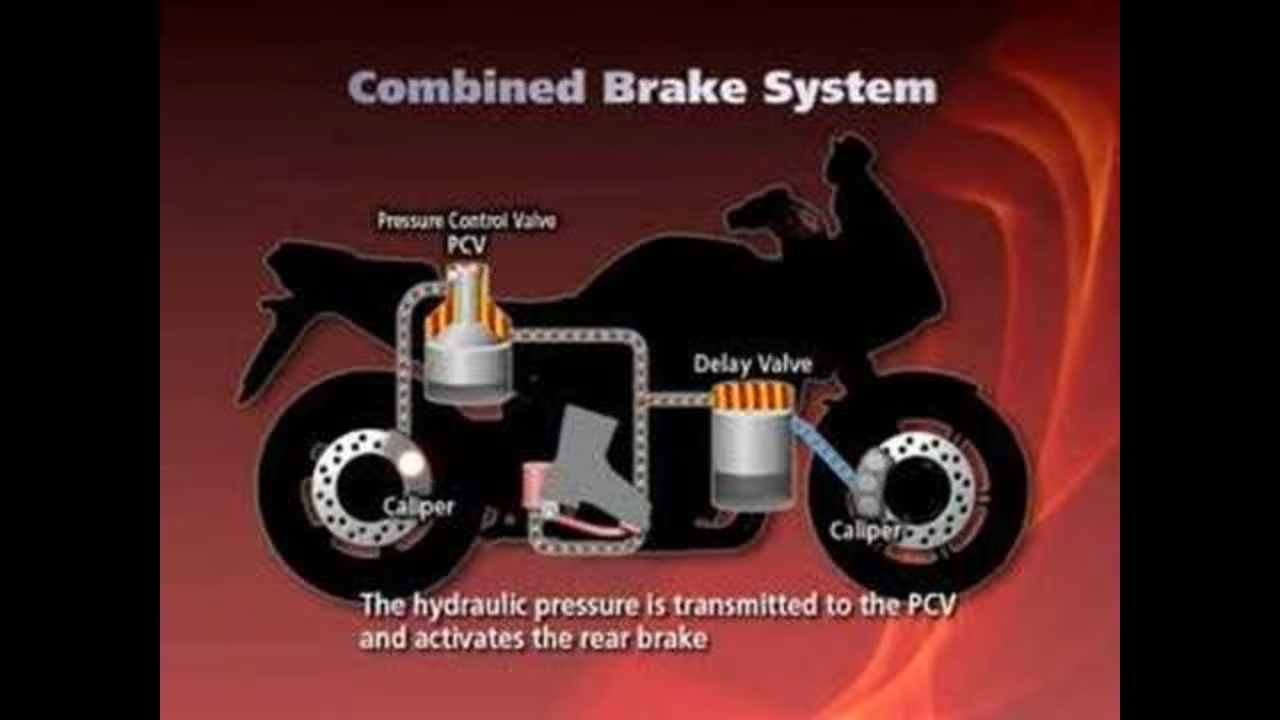 Combined Brake System
Pressure Control Valve
PCV
Delay Valve
Caliper
Caliper
The hydraulic pressure is transmitted to the PCV
and activates the rear brake